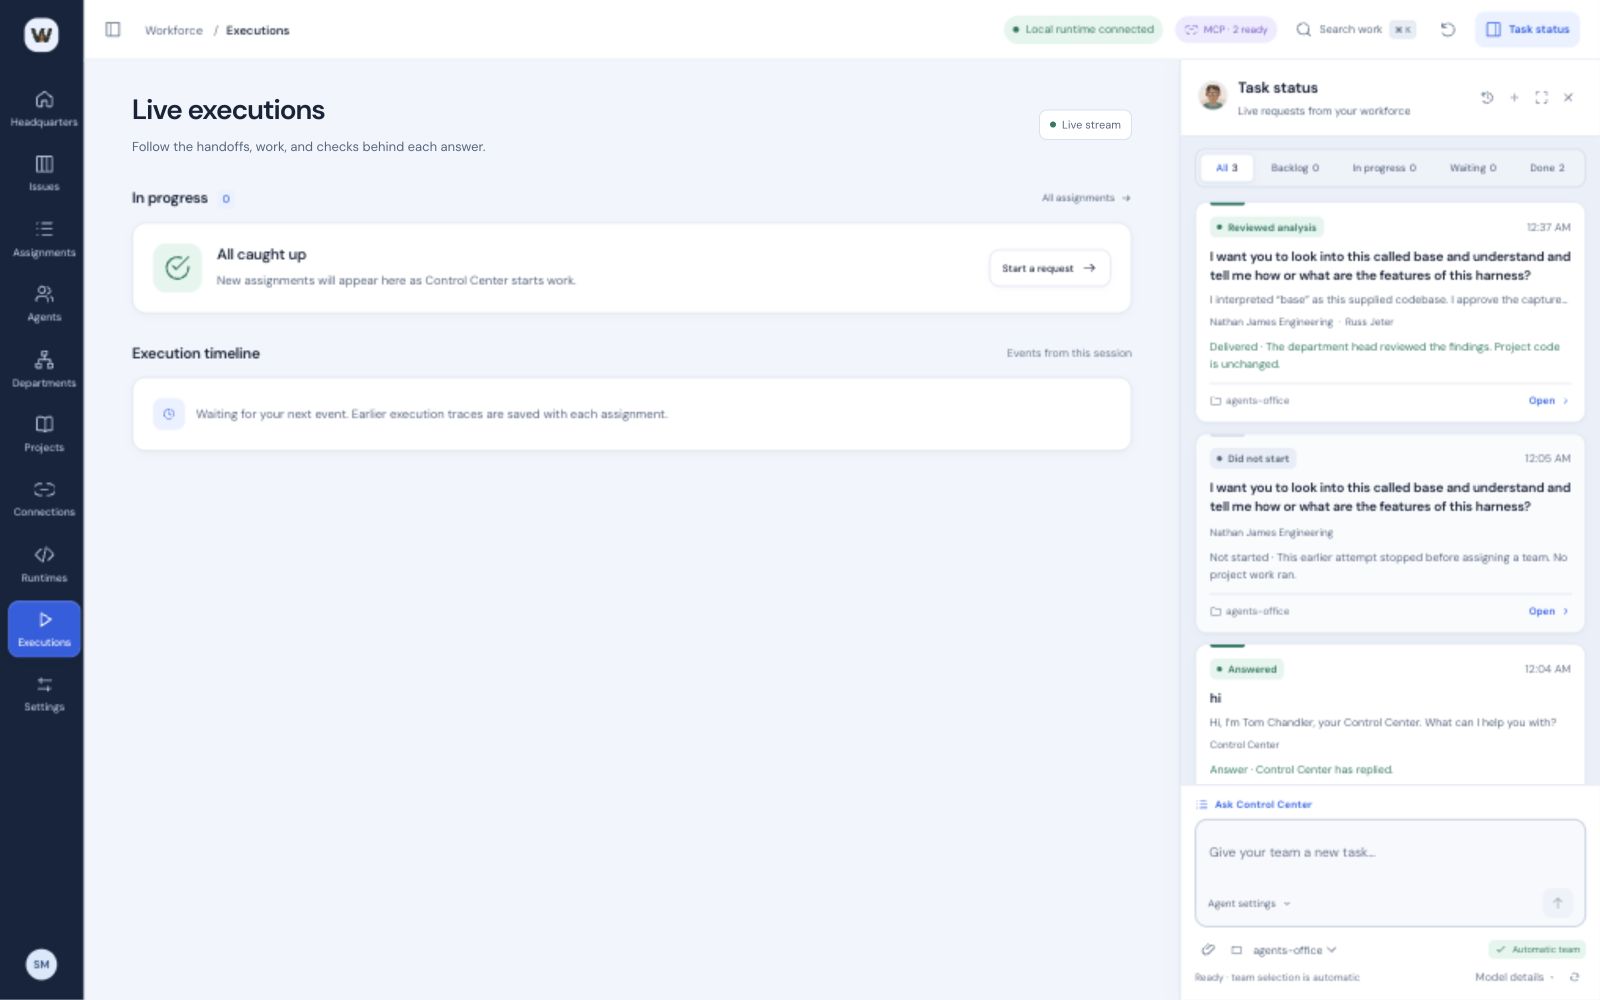 W
Headquarters
Issues
Assignments
Agents
Departments
Projects
Connections
Runtimes
Executions
Settings
SM
Workforce / Executions
Local runtime connected
MCP · 2 ready
Search work ⌘ K
Task status
Live executions
Follow the handoffs, work, and checks behind each answer.
Live stream
In progress 0
All assignments →
All caught up
New assignments will appear here as Control Center starts work.
Start a request →
Execution timeline
Events from this session
Waiting for your next event. Earlier execution traces are saved with each assignment.
Task status
Live requests from your workforce
All 3 Backlog 0 In progress 0 Waiting 0 Done 2
Reviewed analysis 12:37 AM
I want you to look into this called base and understand and
tell me how or what are the features of this harness?
I interpreted “base” as this supplied codebase. I approve the capture…
Nathan James Engineering · Russ Jeter
Delivered · The department head reviewed the findings. Project code
is unchanged.
agents-office Open ›
Did not start 12:05 AM
I want you to look into this called base and understand and
tell me how or what are the features of this harness?
Nathan James Engineering
Not started · This earlier attempt stopped before assigning a team. No
project work ran.
agents-office Open ›
Answered 12:04 AM
hi
Hi, I'm Tom Chandler, your Control Center. What can I help you with?
Control Center
Answer · Control Center has replied.
Ask Control Center
Give your team a new task…
Agent settings
agents-office
Automatic team
Ready · team selection is automatic
Model details